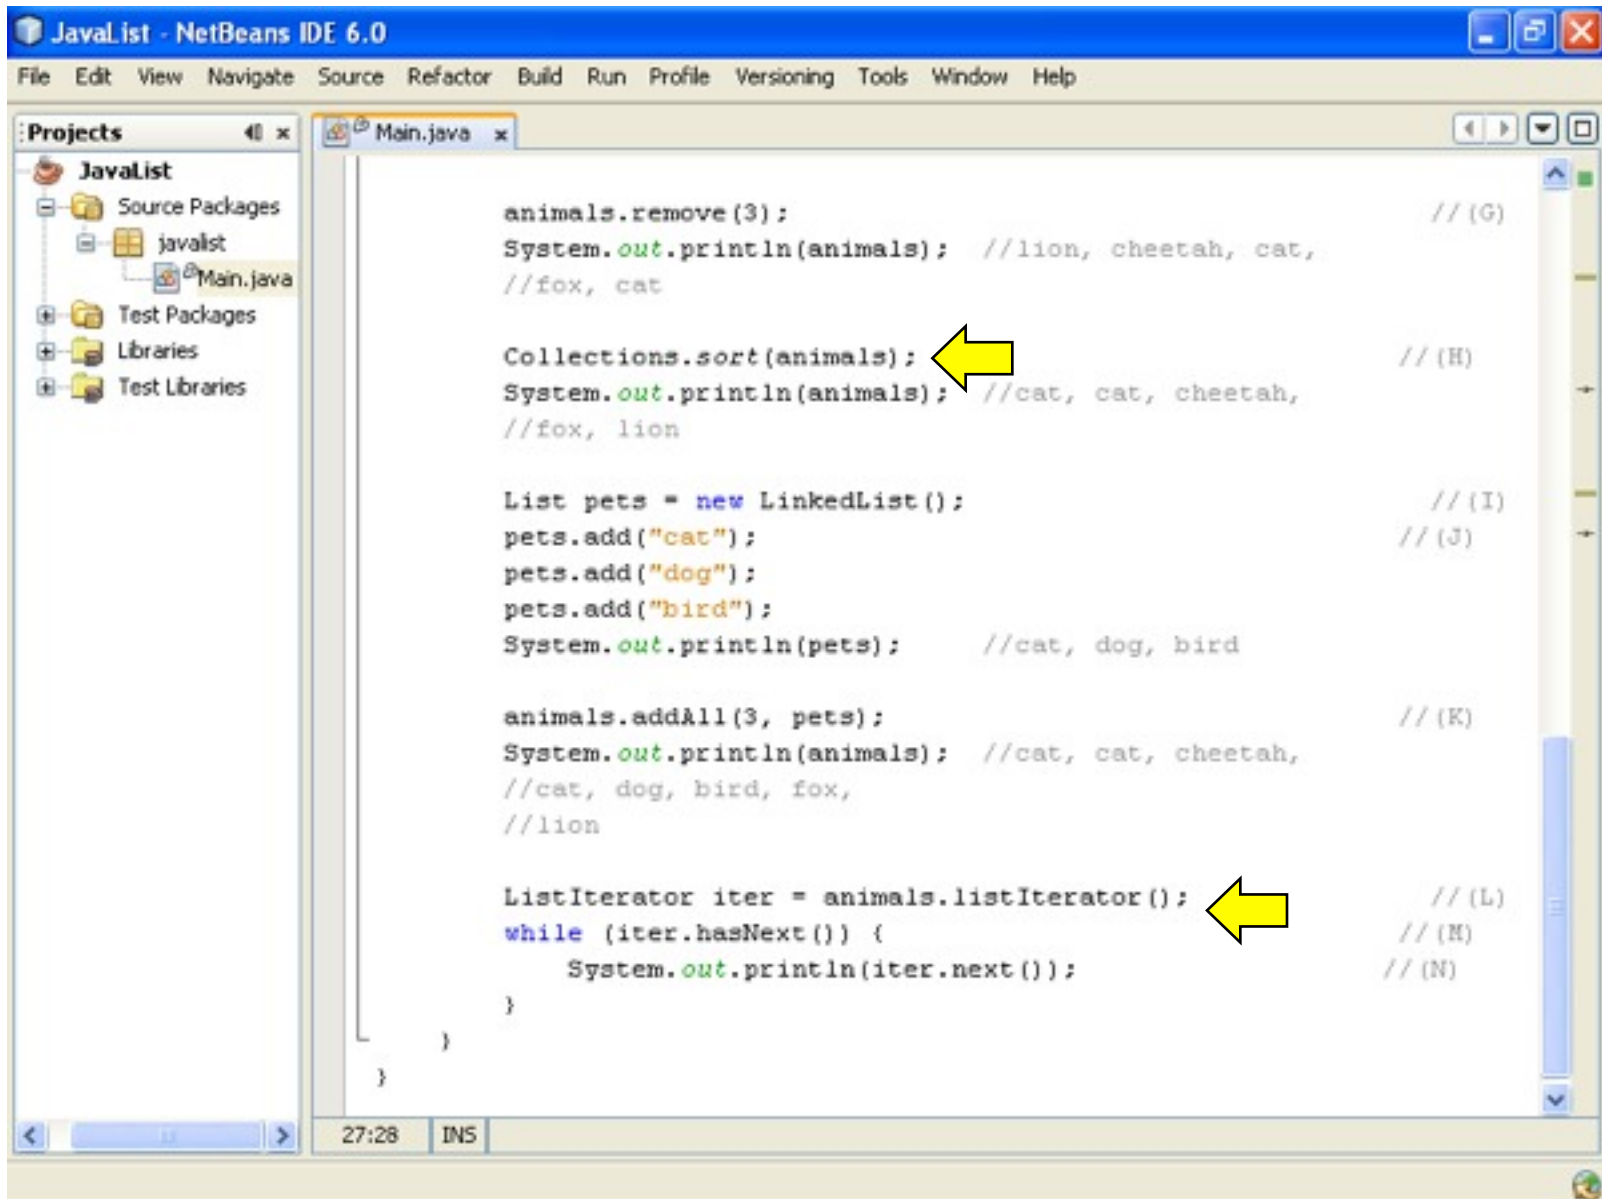 JavaList - NetBeans IDE 6.0
File Edit View Navigate Source Refactor Build Run Profile Versioning Tools Window Help
Projects
JavaList
Source Packages
javalist
Main.java
Test Packages
Libraries
Test Libraries
Main.java
animals.remove(3); //(G)
System.out.println(animals); //lion, cheetah, cat,
//fox, cat
Collections.sort(animals); //(H)
System.out.println(animals); //cat, cat, cheetah,
//fox, lion
List pets = new LinkedList(); //(I)
pets.add("cat"); //(J)
pets.add("dog");
pets.add("bird");
System.out.println(pets); //cat, dog, bird
animals.addAll(3, pets); //(K)
System.out.println(animals); //cat, cat, cheetah,
//cat, dog, bird, fox,
//lion
ListIterator iter = animals.listIterator(); //(L)
while (iter.hasNext()) { //(M)
System.out.println(iter.next()); //(N)
}
}
}
27:28 INS